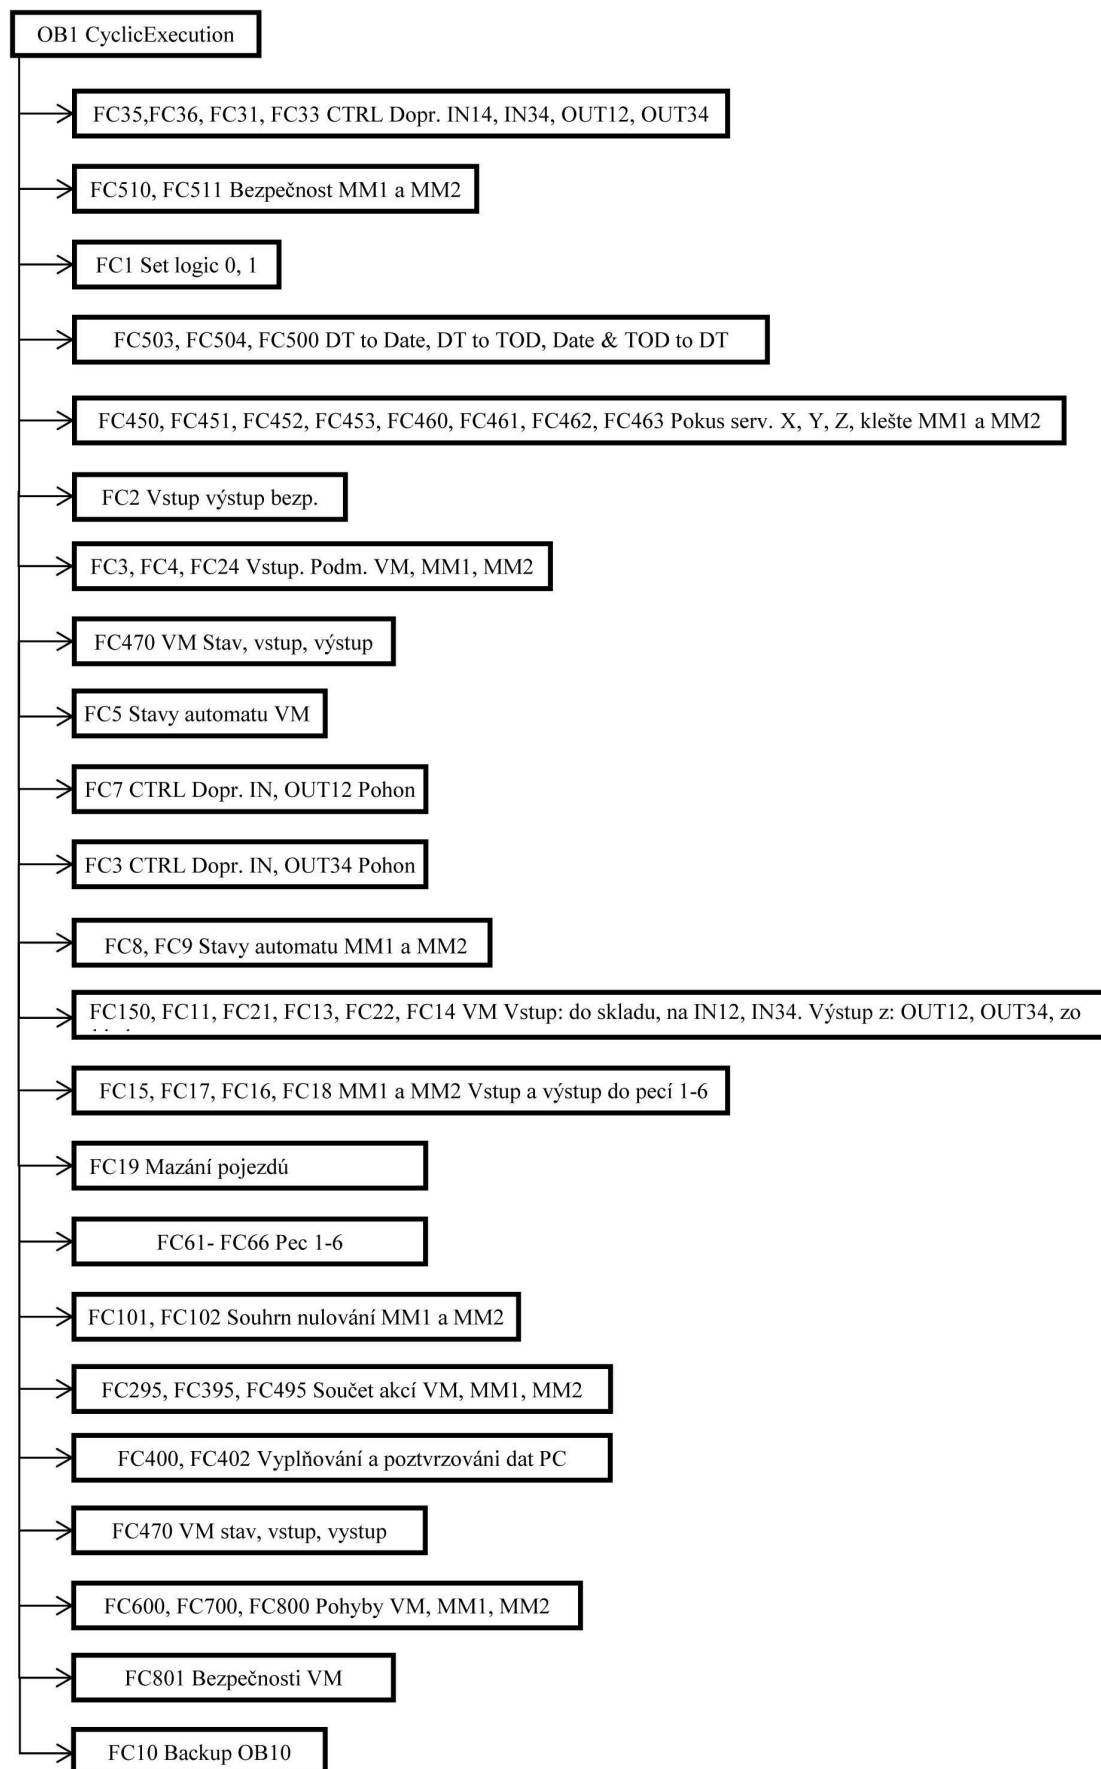 OB1 CyclicExecution
FC35,FC36, FC31, FC33 CTRL Dopr. IN14, IN34, OUT12, OUT34
FC510, FC511 Bezpečnost MM1 a MM2
FC1 Set logic 0, 1
FC503, FC504, FC500 DT to Date, DT to TOD, Date & TOD to DT
FC450, FC451, FC452, FC453, FC460, FC461, FC462, FC463 Pokus serv. X, Y, Z, klešte MM1 a MM2
FC2 Vstup výstup bezp.
FC3, FC4, FC24 Vstup. Podm. VM, MM1, MM2
FC470 VM Stav, vstup, výstup
FC5 Stavy automatu VM
FC7 CTRL Dopr. IN, OUT12 Pohon
FC3 CTRL Dopr. IN, OUT34 Pohon
FC8, FC9 Stavy automatu MM1 a MM2
FC150, FC11, FC21, FC13, FC22, FC14 VM Vstup: do skladu, na IN12, IN34. Výstup z: OUT12, OUT34, zo
FC15, FC17, FC16, FC18 MM1 a MM2 Vstup a výstup do pecí 1-6
FC19 Mazání pojezdú
FC61- FC66 Pec 1-6
FC101, FC102 Souhrn nulování MM1 a MM2
FC295, FC395, FC495 Součet akcí VM, MM1, MM2
FC400, FC402 Vyplňování a poztvrzováni dat PC
FC470 VM stav, vstup, vystup
FC600, FC700, FC800 Pohyby VM, MM1, MM2
FC801 Bezpečnosti VM
FC10 Backup OB10